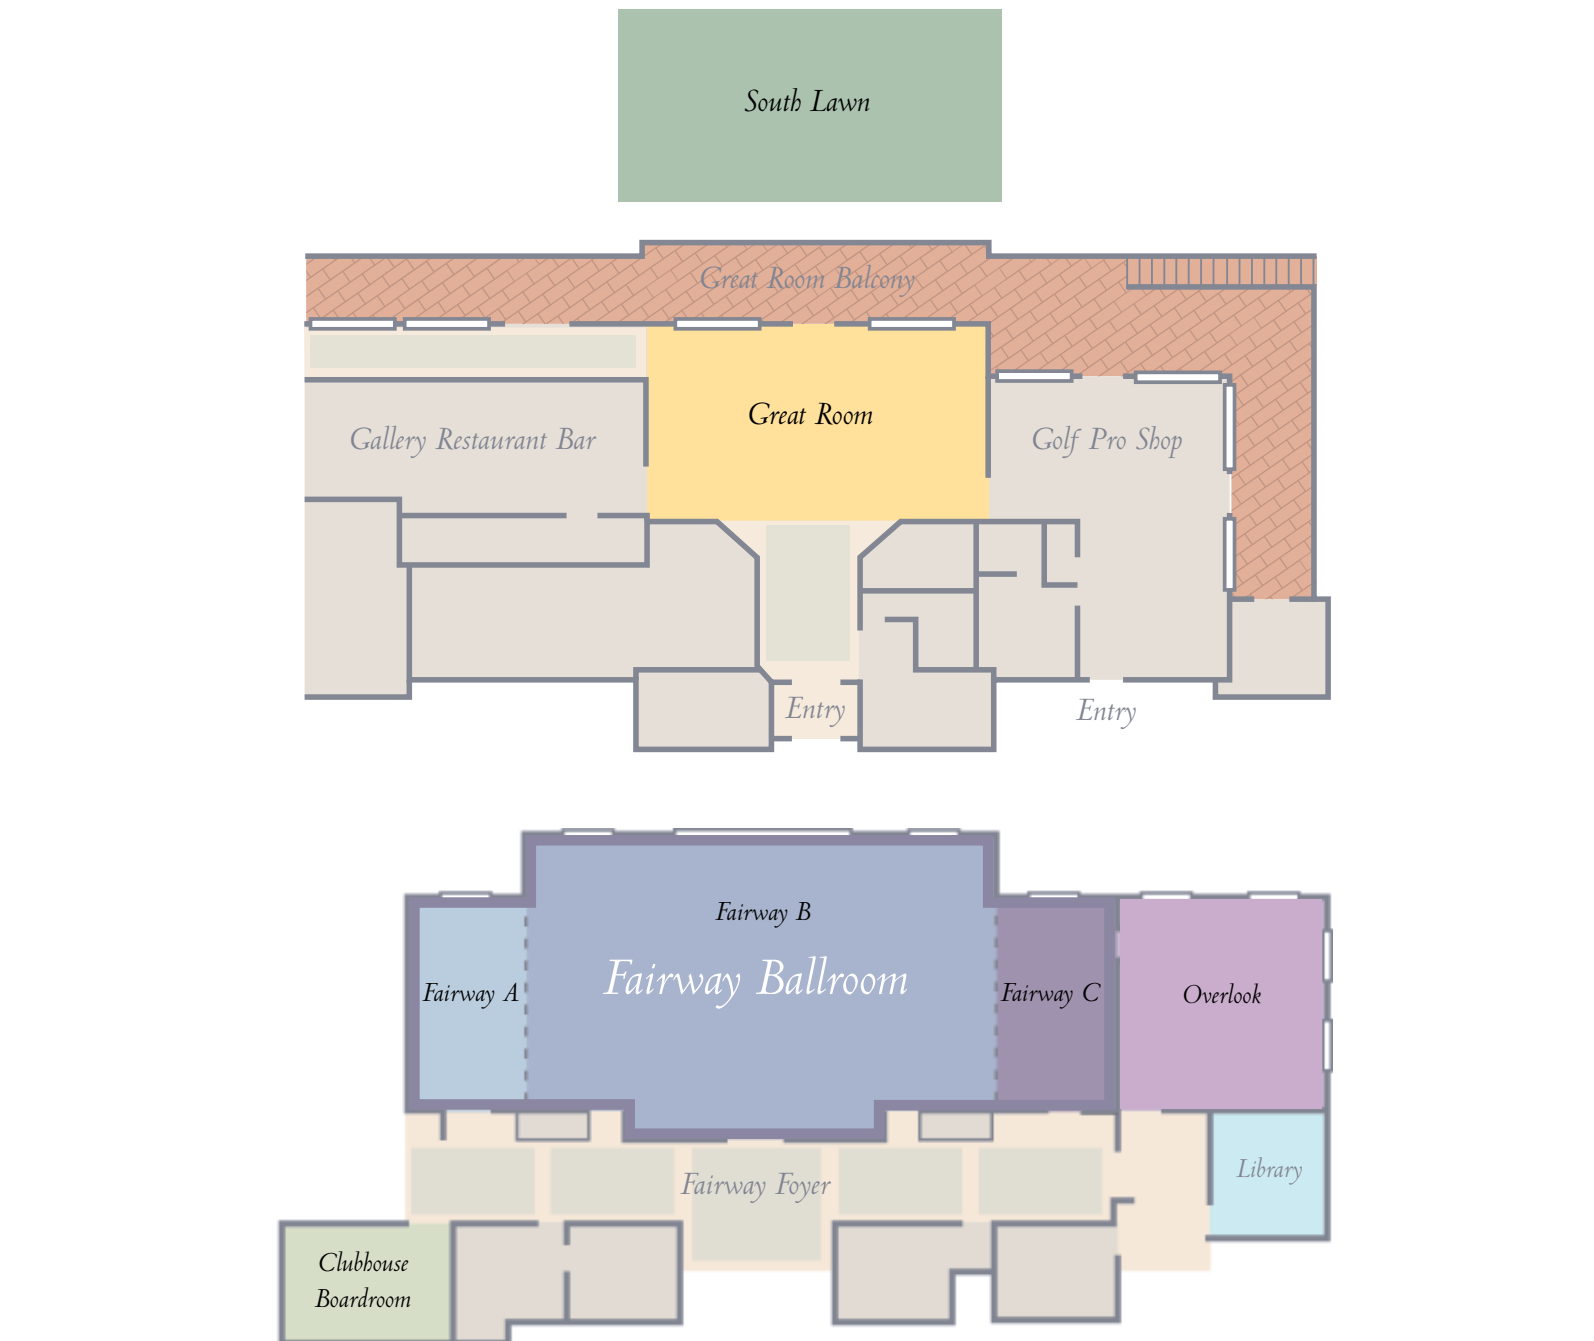 South Lawn
Great Room Balcony
Great Room
Gallery Restaurant Bar
Golf Pro Shop
Entry
Entry
Fairway B
Fairway Ballroom
Fairway A
Fairway C
Overlook
Library
Fairway Foyer
Clubhouse
Boardroom